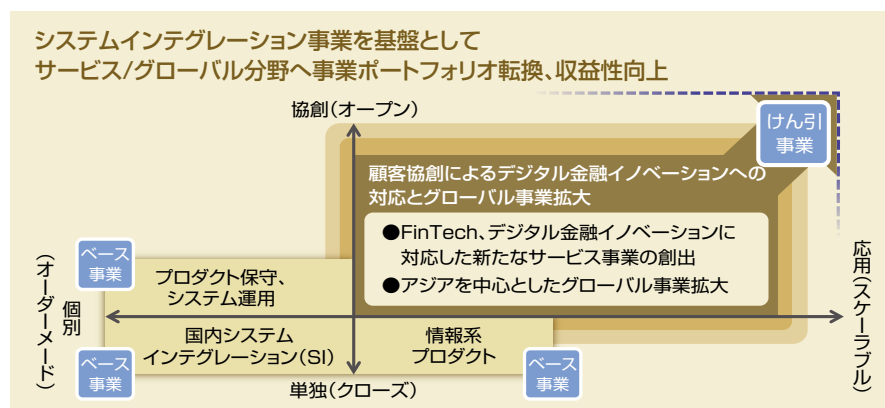 システムインテグレーション事業を基盤として
サービス/グローバル分野へ事業ポートフォリオ転換、収益性向上
協創(オープン)
けん引
事業
顧客協創によるデジタル金融イノベーションへの
対応とグローバル事業拡大
●FinTech、デジタル金融イノベーションに
対応した新たなサービス事業の創出
●アジアを中心としたグローバル事業拡大
ベース
事業
プロダクト保守、
システム運用
個別
(オーダーメード)
応用(スケーラブル)
国内システム
インテグレーション(SI)
情報系
プロダクト
ベース
事業
ベース
事業
単独(クローズ)